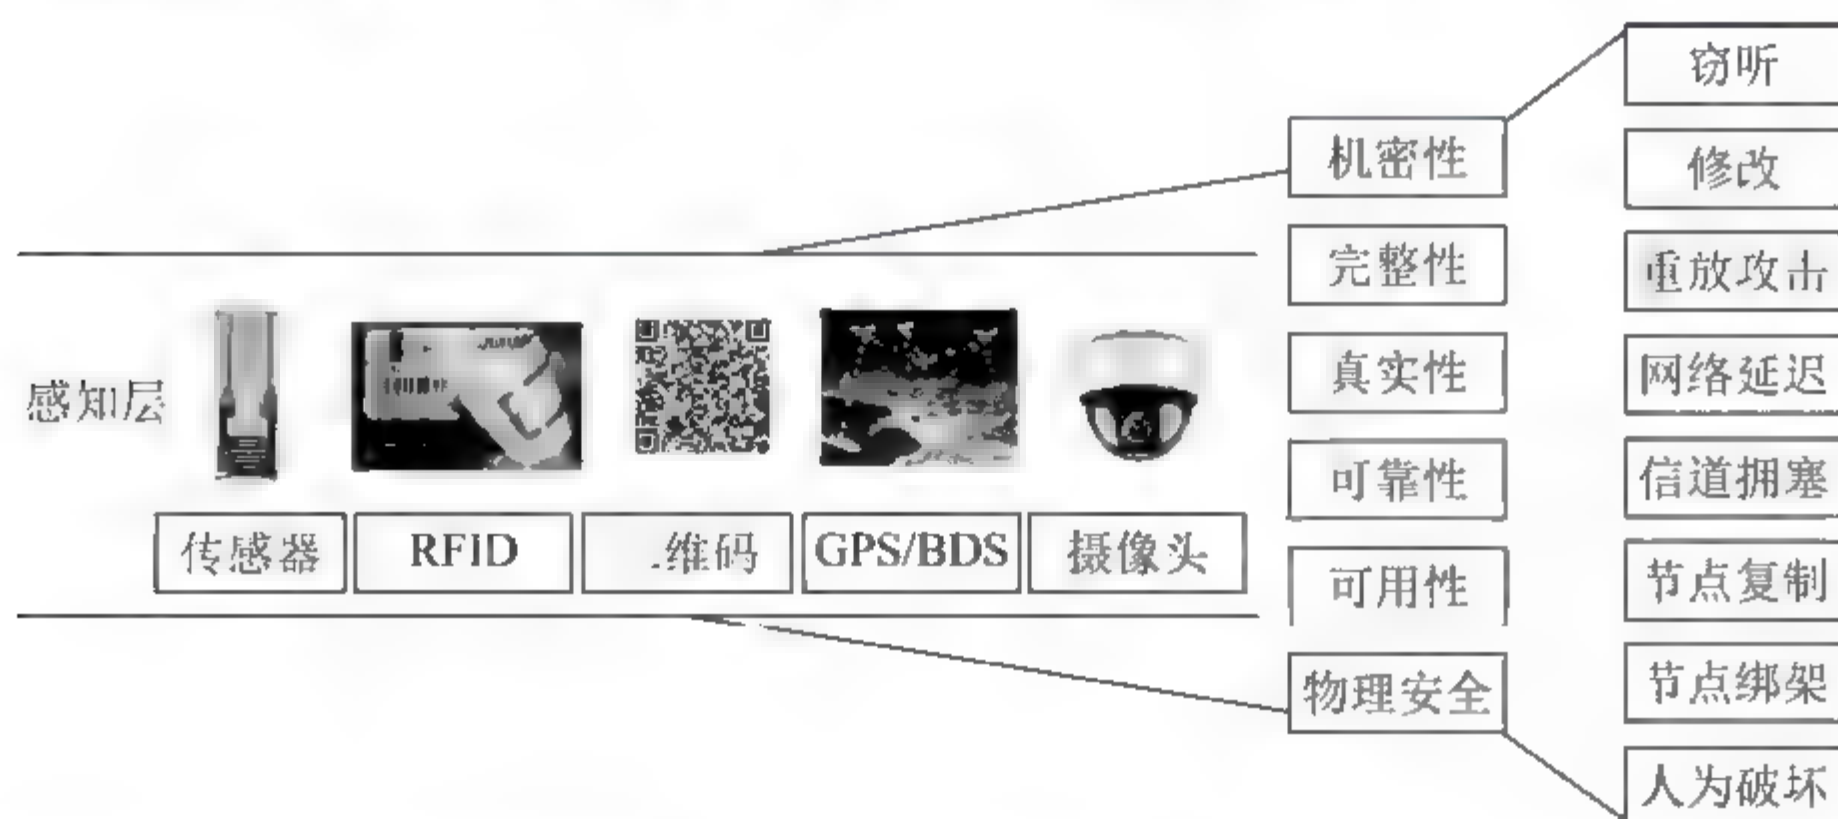 感知层
传感器
RFID
二维码
GPS/BDS
摄像头
机密性
完整性
真实性
可靠性
可用性
物理安全
窃听
修改
重放攻击
网络延迟
信道拥塞
节点复制
节点绑架
人为破坏